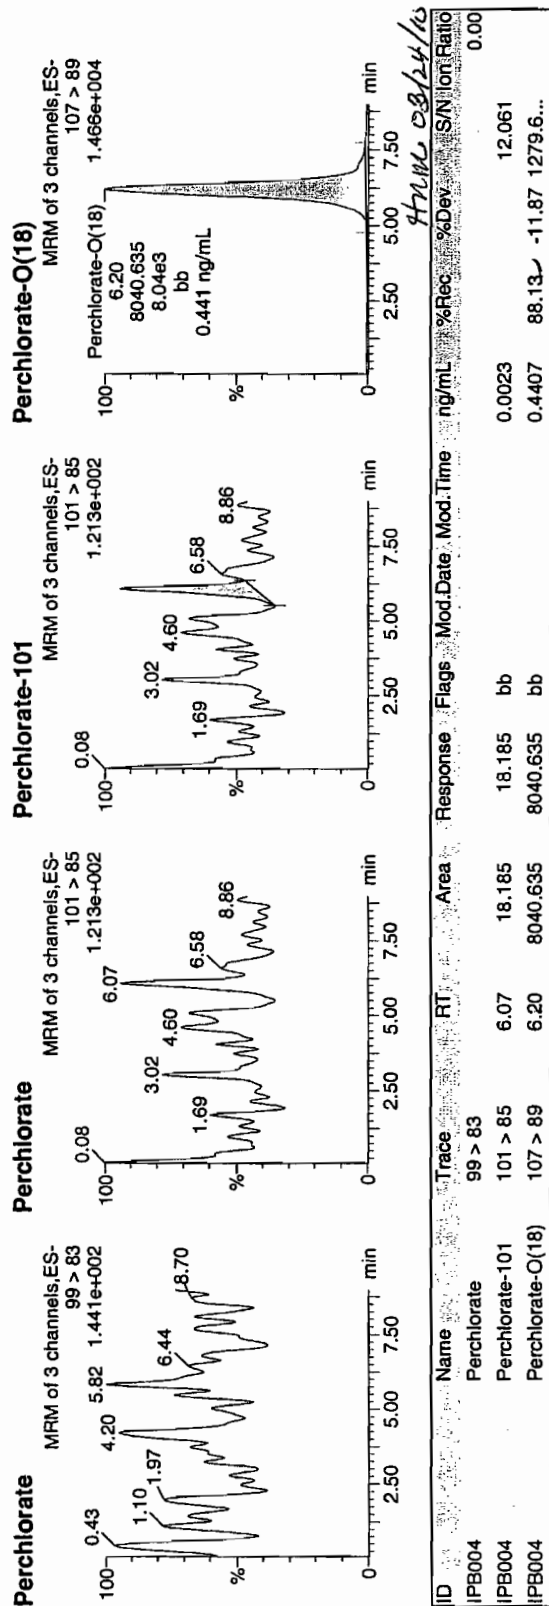 Perchlorate
MRM of 3 channels,ES-
99 > 83
1.441e+002
100
%
0
0.43
1.10
1.97
4.20
5.82
6.44
8.70
2.50
5.00
7.50
min
Perchlorate
MRM of 3 channels,ES-
101 > 85
1.213e+002
100
%
0
0.08
1.69
3.02
4.60
6.07
6.58
8.86
2.50
5.00
7.50
min
Perchlorate-101
MRM of 3 channels,ES-
101 > 85
1.213e+002
100
%
0
0.08
1.69
3.02
4.60
6.58
8.86
2.50
5.00
7.50
min
Perchlorate-O(18)
MRM of 3 channels,ES-
107 > 89
1.466e+004
100
%
0
Perchlorate-O(18)
6.20
8040.635
8.04e3
bb
0.441 ng/mL
2.50
5.00
7.50
min
03/24/10
ID Name Trace RT Area Response Flags Mod.Date Mod.Time ng/mL %Rec %Dev S/N Ion Ratio
IPB004 Perchlorate 99 > 83 0.00
IPB004 Perchlorate-101 101 > 85 6.07 18.185 18.185 bb 0.0023 12.061
IPB004 Perchlorate-O(18) 107 > 89 6.20 8040.635 8040.635 bb 0.4407 88.13 -11.87 1279.6...